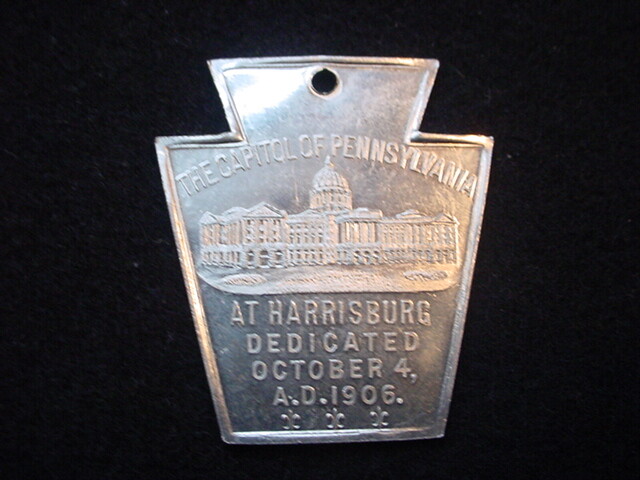 THE CAPITOL OF PENNSYLVANIA
AT HARRISBURG
DEDICATED
OCTOBER 4,
A.D. 1906.